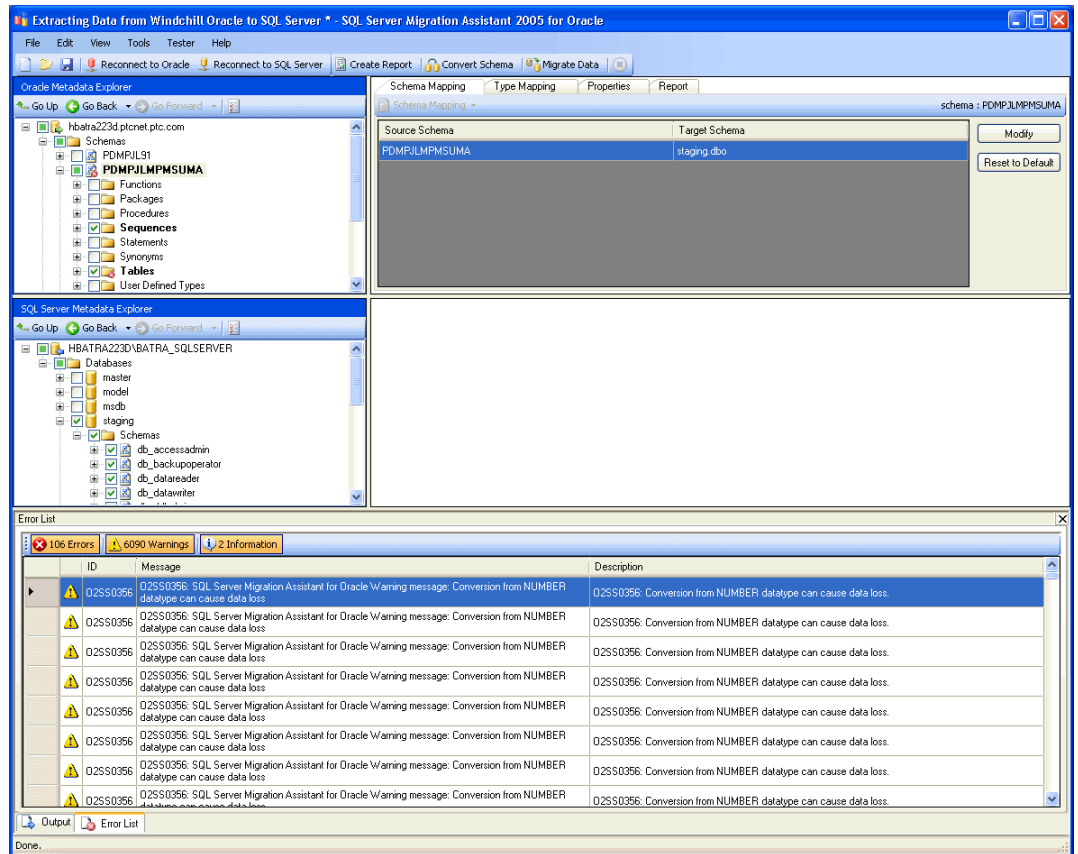 Extracting Data from Windchill Oracle to SQL Server * - SQL Server Migration Assistant 2005 for Oracle
File Edit View Tools Tester Help
Reconnect to Oracle Reconnect to SQL Server Create Report Convert Schema Migrate Data
Oracle Metadata Explorer
Go Up Go Back Go Forward
hbatra223d.ptcnet.ptc.com
Schemas
PDMPJL91
PDMPJLMPMSUMA
Functions
Packages
Procedures
Sequences
Statements
Synonyms
Tables
User Defined Types
Schema Mapping Type Mapping Properties Report
Schema Mapping schema : PDMPJLMPMSUMA
Source Schema Target Schema
PDMPJLMPMSUMA staging.dbo
Modify
Reset to Default
SQL Server Metadata Explorer
Go Up Go Back Go Forward
HBATRA223D\BATRA_SQLSERVER
Databases
master
model
msdb
staging
Schemas
db_accessadmin
db_backupoperator
db_datareader
db_datawriter
Error List
106 Errors 6090 Warnings 2 Information
ID Message Description
O2SS0356 O2SS0356: SQL Server Migration Assistant for Oracle Warning message: Conversion from NUMBER
datatype can cause data loss
O2SS0356: Conversion from NUMBER datatype can cause data loss.
O2SS0356 O2SS0356: SQL Server Migration Assistant for Oracle Warning message: Conversion from NUMBER
datatype can cause data loss
O2SS0356: Conversion from NUMBER datatype can cause data loss.
O2SS0356 O2SS0356: SQL Server Migration Assistant for Oracle Warning message: Conversion from NUMBER
datatype can cause data loss
O2SS0356: Conversion from NUMBER datatype can cause data loss.
O2SS0356 O2SS0356: SQL Server Migration Assistant for Oracle Warning message: Conversion from NUMBER
datatype can cause data loss
O2SS0356: Conversion from NUMBER datatype can cause data loss.
O2SS0356 O2SS0356: SQL Server Migration Assistant for Oracle Warning message: Conversion from NUMBER
datatype can cause data loss
O2SS0356: Conversion from NUMBER datatype can cause data loss.
O2SS0356 O2SS0356: SQL Server Migration Assistant for Oracle Warning message: Conversion from NUMBER
datatype can cause data loss
O2SS0356: Conversion from NUMBER datatype can cause data loss.
O2SS0356 O2SS0356: SQL Server Migration Assistant for Oracle Warning message: Conversion from NUMBER
datatype can cause data loss
O2SS0356: Conversion from NUMBER datatype can cause data loss.
O2SS0356 O2SS0356: SQL Server Migration Assistant for Oracle Warning message: Conversion from NUMBER
datatype can cause data loss
O2SS0356: Conversion from NUMBER datatype can cause data loss.
Output Error List
Done.